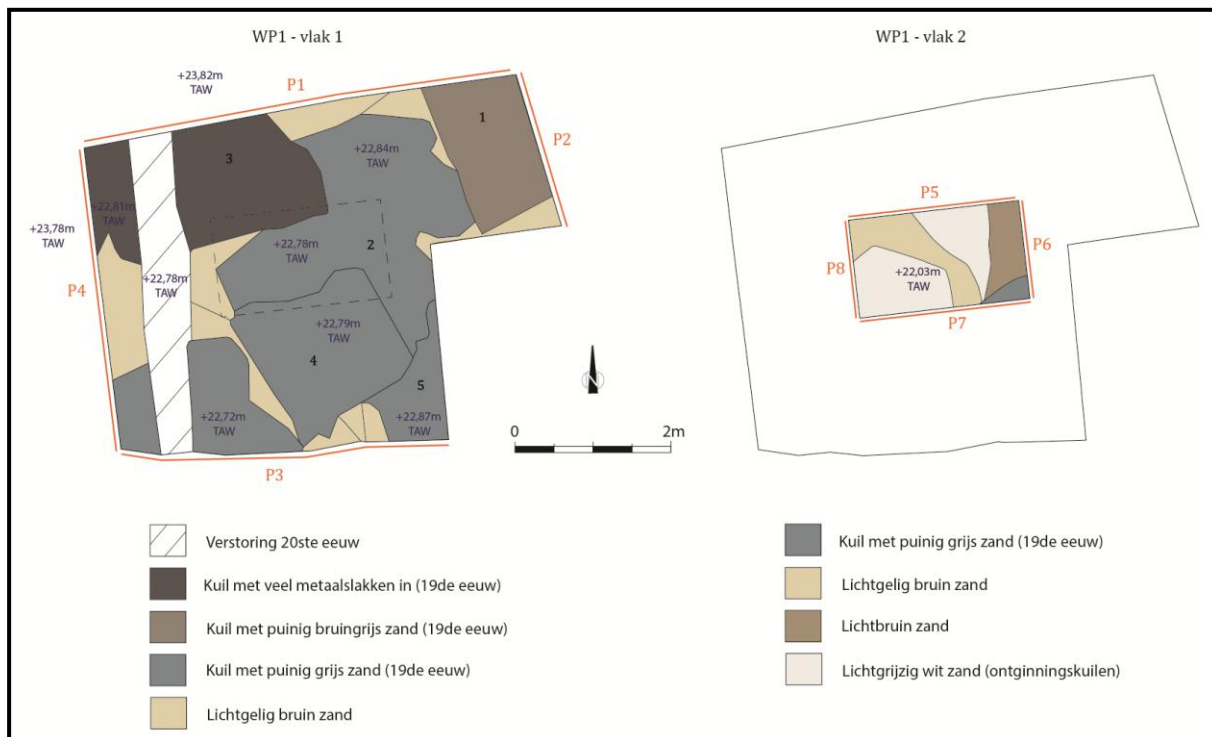 WP1 - vlak 1
+23,82m
TAW
P1
1
P2
3
+22,84m
TAW
+22,81m
TAW
+23,78m
TAW
+22,78m
TAW
2
+22,78m
TAW
P4
+22,79m
TAW
4
5
+22,72m
TAW
+22,87m
TAW
P3
WP1 - vlak 2
P5
P6
P8
+22,03m
TAW
P7
N
0
2m
Verstoring 20ste eeuw
Kuil met veel metaalslakken in (19de eeuw)
Kuil met puinig bruingrijs zand (19de eeuw)
Kuil met puinig grijs zand (19de eeuw)
Lichtgelig bruin zand
Kuil met puinig grijs zand (19de eeuw)
Lichtgelig bruin zand
Lichtbruin zand
Lichtgrijzig wit zand (ontginningskuilen)